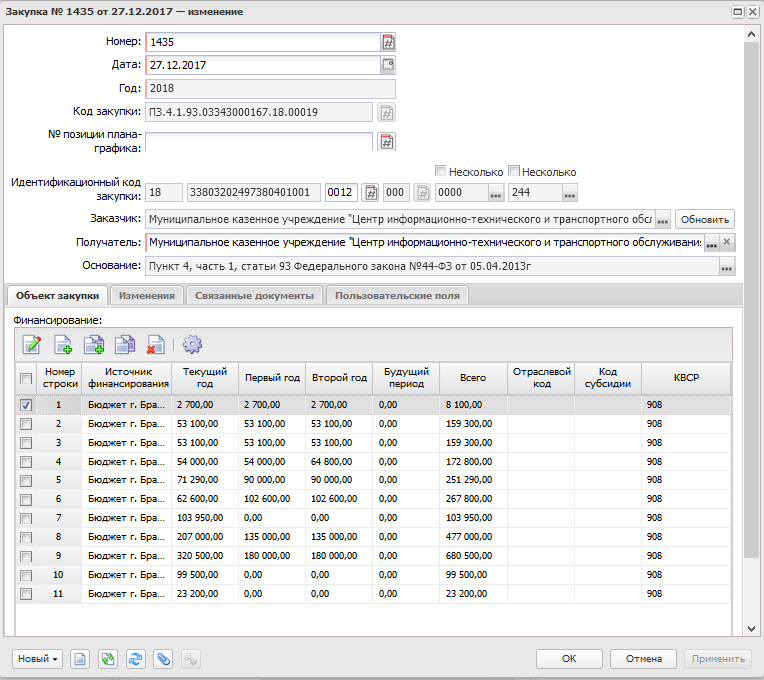 Закупка № 1435 от 27.12.2017 — изменение
Номер: 1435
Дата: 27.12.2017
Год: 2018
Код закупки: ПЗ.4.1.93.03343000167.18.00019
№ позиции плана-
графика:
Несколько Несколько
Идентификационный код
закупки: 18 33803202497380401001 0012 000 0000 ... 244 ...
Заказчик: Муниципальное казенное учреждение "Центр информационно-технического и транспортного обсл ... Обновить
Получатель: Муниципальное казенное учреждение "Центр информационно-технического и транспортного обслуживания ...
Основание: Пункт 4, часть 1, статьи 93 Федерального закона №44-ФЗ от 05.04.2013г ...
Объект закупки Изменения Связанные документы Пользовательские поля
Финансирование:
Номер строки Источник финансирования Текущий год Первый год Второй год Будущий период Всего Отраслевой код Код субсидии КВСР
1 Бюджет г. Бра... 2 700,00 2 700,00 2 700,00 0,00 8 100,00 908
2 Бюджет г. Бра... 53 100,00 53 100,00 53 100,00 0,00 159 300,00 908
3 Бюджет г. Бра... 53 100,00 53 100,00 53 100,00 0,00 159 300,00 908
4 Бюджет г. Бра... 54 000,00 54 000,00 64 800,00 0,00 172 800,00 908
5 Бюджет г. Бра... 71 290,00 90 000,00 90 000,00 0,00 251 290,00 908
6 Бюджет г. Бра... 62 600,00 102 600,00 102 600,00 0,00 267 800,00 908
7 Бюджет г. Бра... 103 950,00 0,00 0,00 0,00 103 950,00 908
8 Бюджет г. Бра... 207 000,00 135 000,00 135 000,00 0,00 477 000,00 908
9 Бюджет г. Бра... 320 500,00 180 000,00 180 000,00 0,00 680 500,00 908
10 Бюджет г. Бра... 99 500,00 0,00 0,00 0,00 99 500,00 908
11 Бюджет г. Бра... 23 200,00 0,00 0,00 0,00 23 200,00 908
Новый ОК Отмена Применить